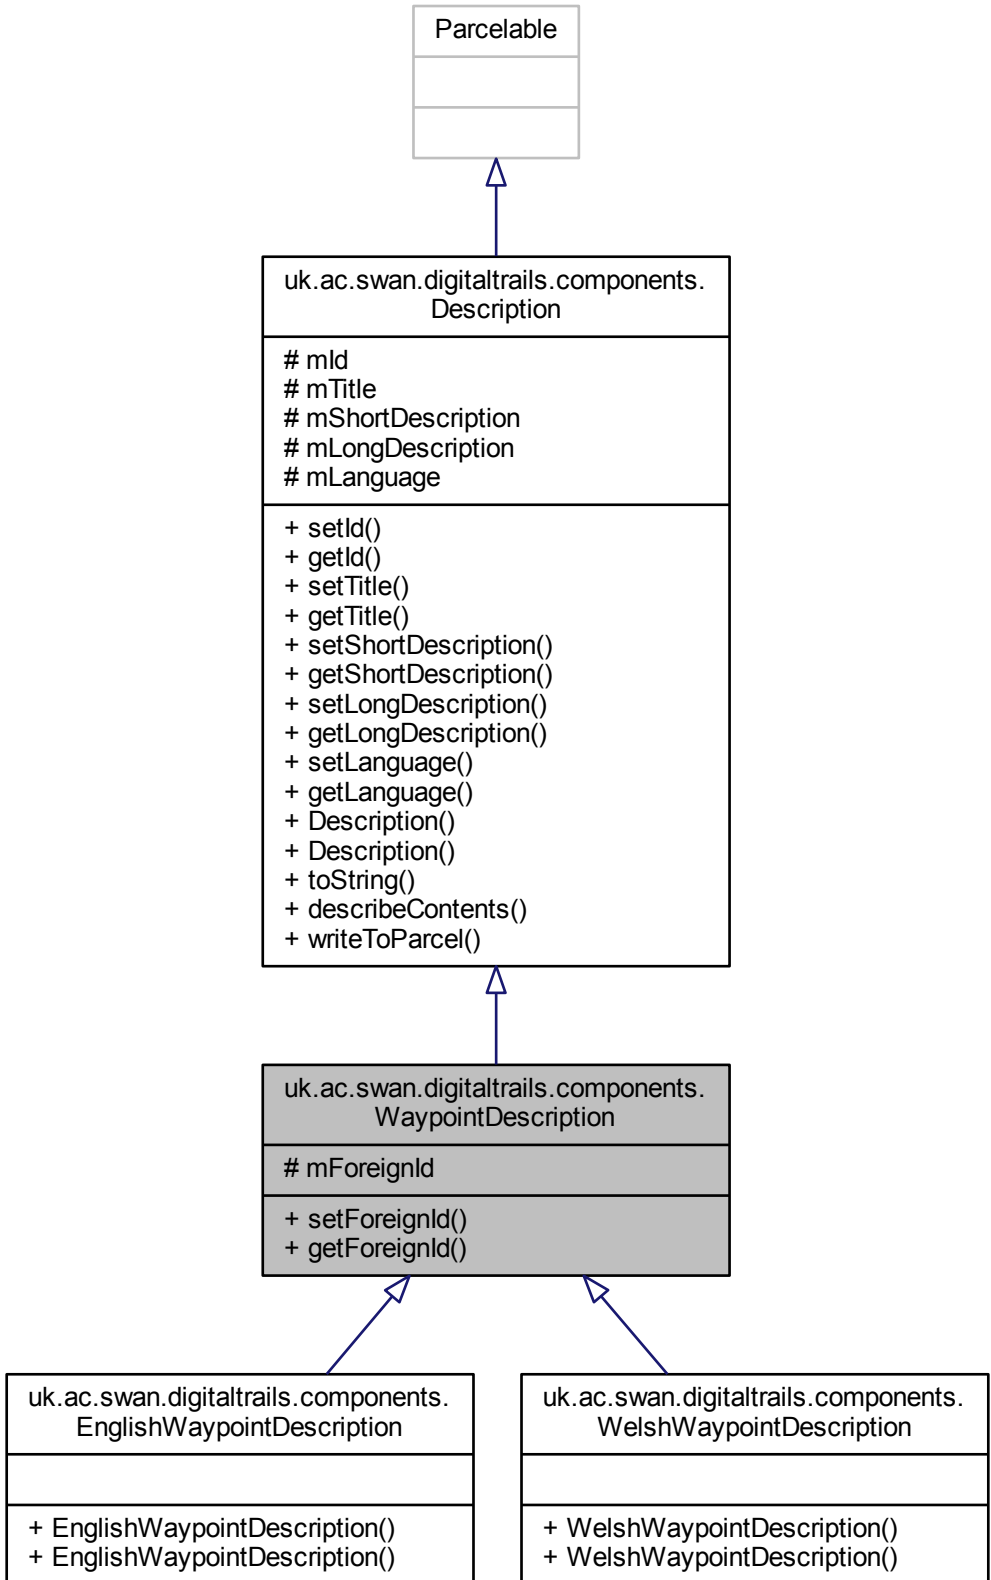 Parcelable
uk.ac.swan.digitaltrails.components.
Description
# mId
# mTitle
# mShortDescription
# mLongDescription
# mLanguage
+ setId()
+ getId()
+ setTitle()
+ getTitle()
+ setShortDescription()
+ getShortDescription()
+ setLongDescription()
+ getLongDescription()
+ setLanguage()
+ getLanguage()
+ Description()
+ Description()
+ toString()
+ describeContents()
+ writeToParcel()
uk.ac.swan.digitaltrails.components.
WaypointDescription
# mForeignId
+ setForeignId()
+ getForeignId()
uk.ac.swan.digitaltrails.components.
EnglishWaypointDescription
+ EnglishWaypointDescription()
+ EnglishWaypointDescription()
uk.ac.swan.digitaltrails.components.
WelshWaypointDescription
+ WelshWaypointDescription()
+ WelshWaypointDescription()